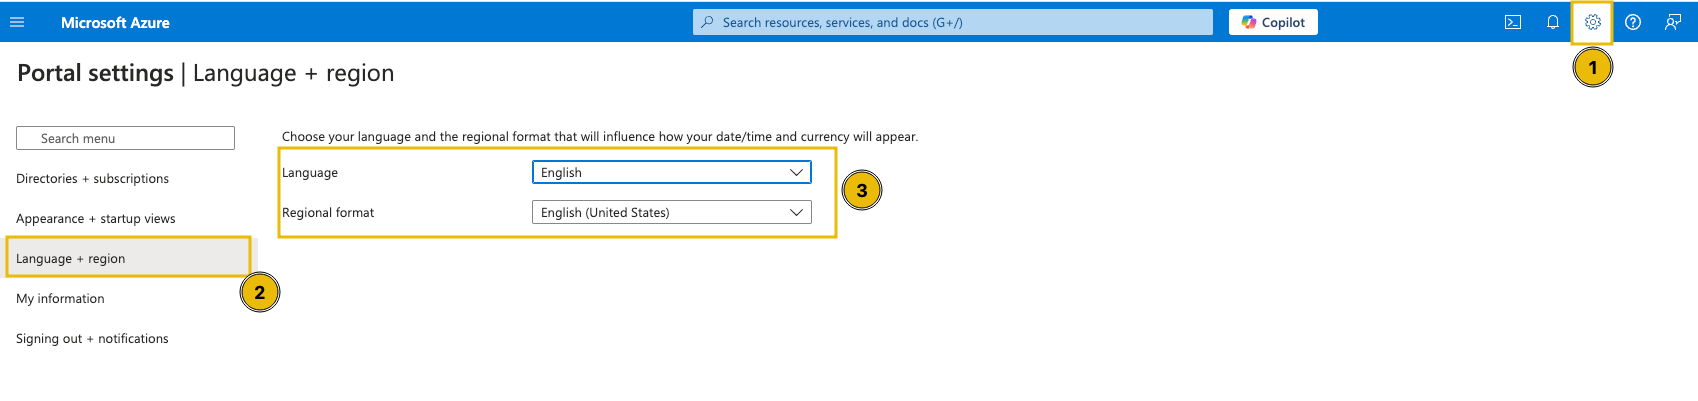 Microsoft Azure
Search resources, services, and docs (G+/)
Copilot
1
Portal settings | Language + region
Search menu
Directories + subscriptions
Appearance + startup views
Language + region
2
My information
Signing out + notifications
Choose your language and the regional format that will influence how your date/time and currency will appear.
Language
English
Regional format
English (United States)
3